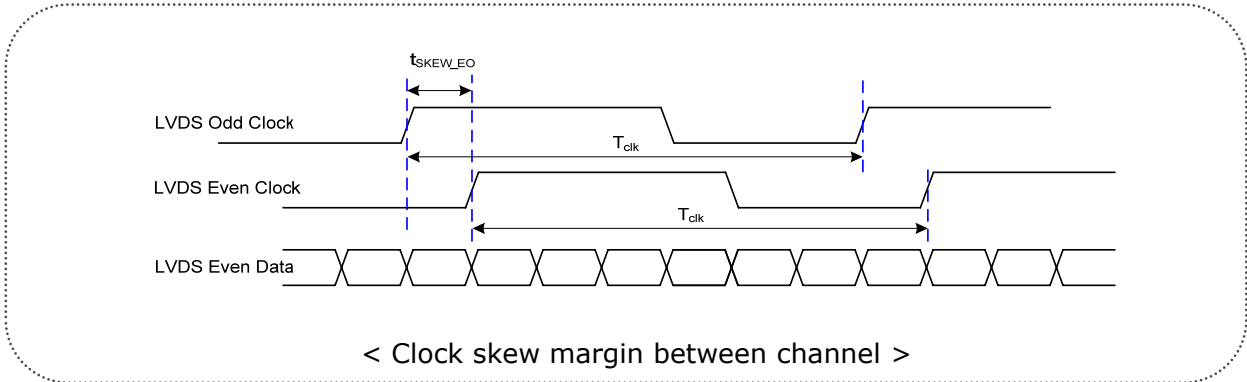 tSKEW_EO
LVDS Odd Clock
Tclk
LVDS Even Clock
Tclk
LVDS Even Data
< Clock skew margin between channel >